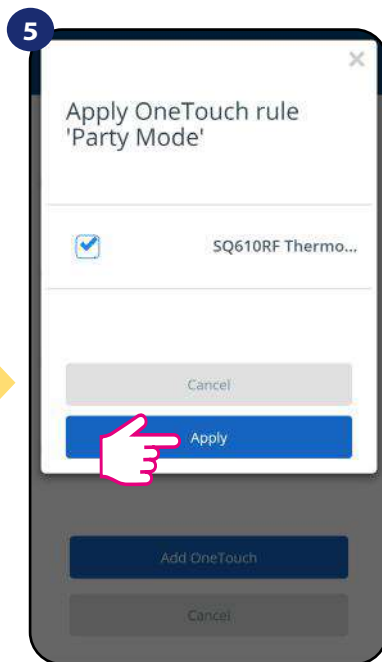 5
×
Apply OneTouch rule
'Party Mode'
SQ610RF Thermo...
Cancel
Apply
Add OneTouch
Cancel